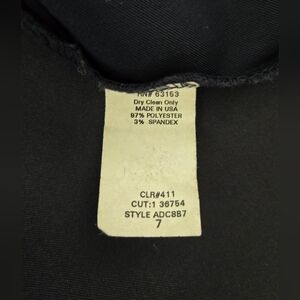 RN# 63163
Dry Clean Only
MADE IN USA
97% POLYESTER
3% SPANDEX
CLR#411
CUT:1 36754
STYLE ADC8B7
7